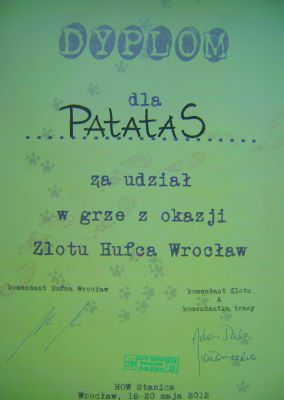 DYPLOM
dla
PATATAS
za udział
w grze z okazji
Zlotu Hufca Wrocław
komendant Hufca Wrocław
komendant Zlotu
&
komendantka trasy
HOW Stanica
Wrocław, 18-20 maja 2012